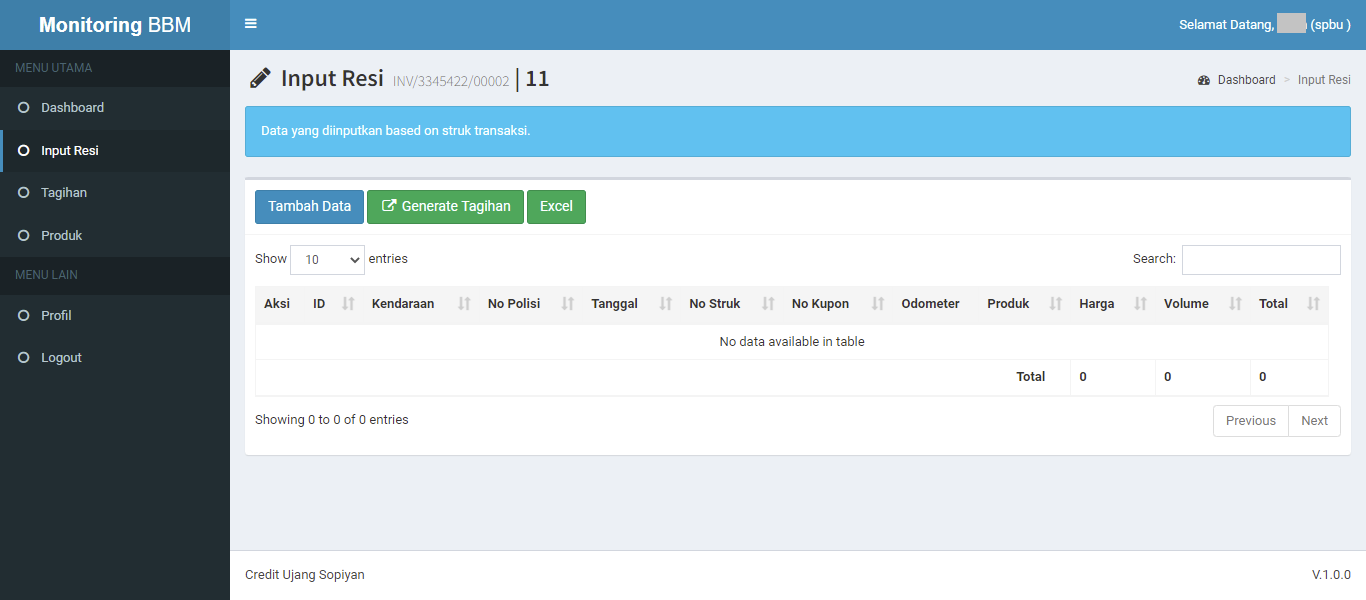 Monitoring BBM
Selamat Datang, (spbu )
MENU UTAMA
Dashboard
Input Resi
Tagihan
Produk
MENU LAIN
Profil
Logout
Input Resi INV/3345422/00002 | 11
Dashboard > Input Resi
Data yang diinputkan based on struk transaksi.
Tambah Data Generate Tagihan Excel
Show 10 entries Search:
Aksi ID Kendaraan No Polisi Tanggal No Struk No Kupon Odometer Produk Harga Volume Total
No data available in table
Total 0 0 0
Showing 0 to 0 of 0 entries Previous Next
Credit Ujang Sopiyan V.1.0.0